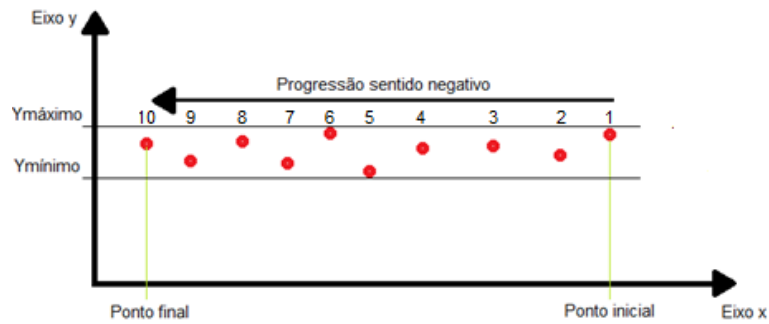 Eixo y
Progressão sentido negativo
Ymáximo
10 9 8 7 6 5 4 3 2 1
Ymínimo
Ponto final
Ponto inicial
Eixo x